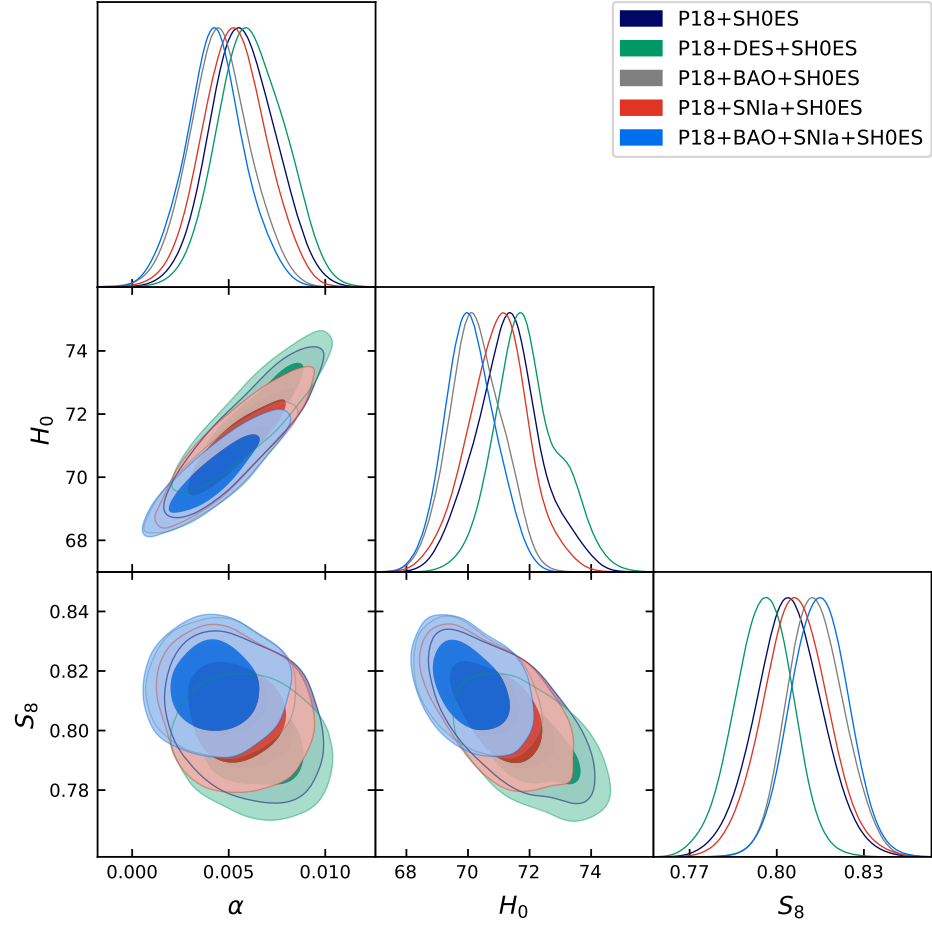 P18+SH0ES
P18+DES+SH0ES
P18+BAO+SH0ES
P18+SNIa+SH0ES
P18+BAO+SNIa+SH0ES
74
72
70
68
H₀
0.84
0.82
0.80
0.78
S₈
0.000 0.005 0.010
68 70 72 74
0.77 0.80 0.83
α H₀ S₈